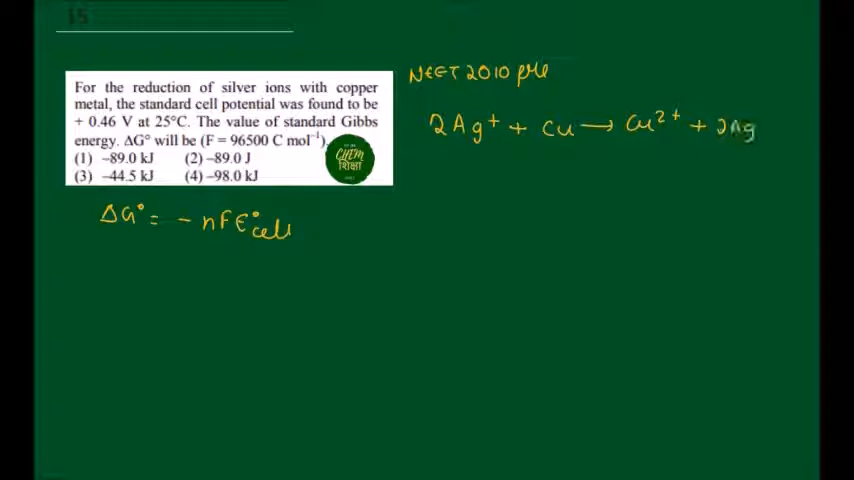 15
NEET 2010 pre
For the reduction of silver ions with copper
metal, the standard cell potential was found to be
+ 0.46 V at 25°C. The value of standard Gibbs
energy. ΔG° will be (F = 96500 C mol⁻¹)
(1) –89.0 kJ (2) –89.0 J
(3) –44.5 kJ (4) –98.0 kJ
CHEM
शिक्षा
2Ag⁺ + Cu ⟶ Cu²⁺ + 2Ag
ΔG° = − nFE°cell